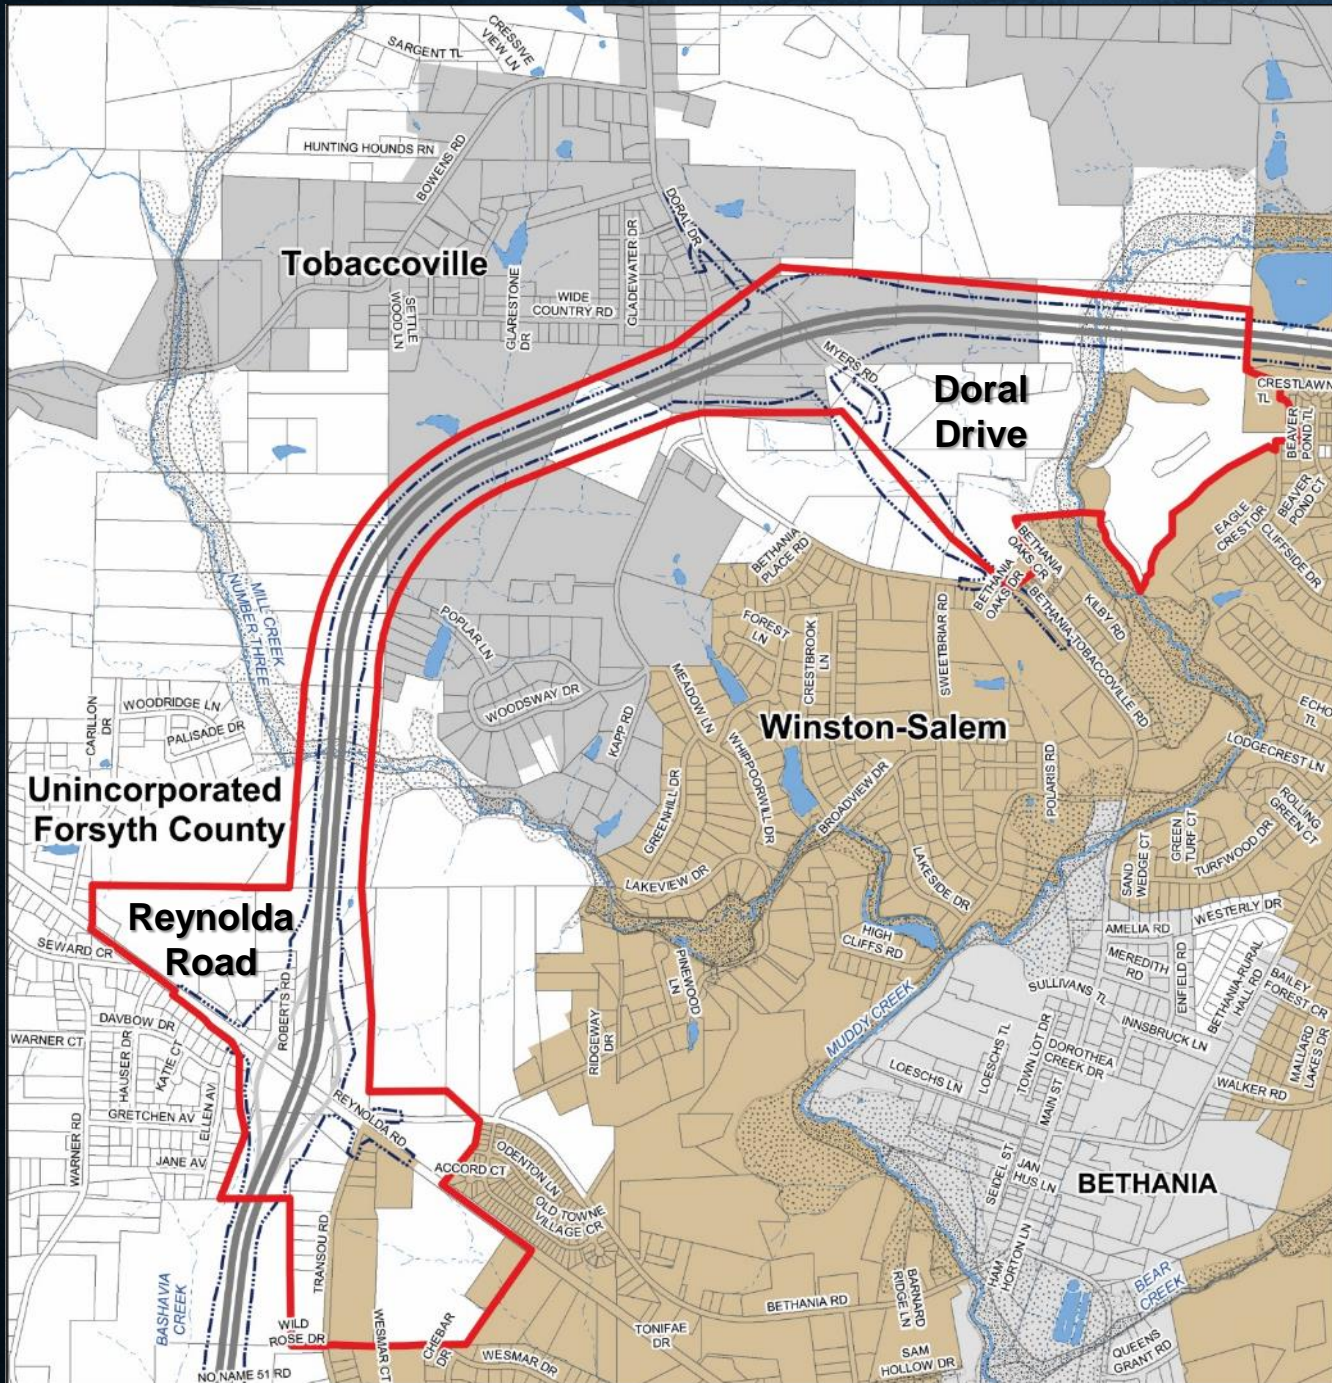 CRESSIVE
VIEW LN
SARGENT TL
HUNTING HOUNDS RN
BOWENS RD
DORAL DR
GLADEWATER DR
Tobaccoville
SETTLE
WOOD LN
GLARESTONE
DR
WIDE
COUNTRY RD
MYERS RD
Doral
Drive
CRESTLAWN
TL
BEAVER
POND TL
BEAVER
POND CT
EAGLE
CREST DR
CLIFFSIDE DR
BETHANIA
PLACE RD
BETHANIA
OAKS CR
BETHANIA
OAKS DR
BETHANIA-TOBACCOVILLE RD
KILBY RD
MILL CREEK
NUMBER THREE
POPLAR LN
FOREST
LN
CRESTBROOK
LN
SWEETBRIAR RD
MEADOW LN
WOODSWAY DR
KAPP RD
CARILLON
DR
WOODRIDGE LN
PALISADE DR
Winston-Salem
WHIPPOORWILL DR
ECHO
TL
LODGECREST LN
POLARIS RD
BROADVIEW DR
GREENHILL DR
Unincorporated
Forsyth County
ROLLING
GREEN CT
GREEN
TURF CT
TURFWOOD DR
SAND
WEDGE CT
LAKEVIEW DR
LAKESIDE DR
Reynolda
Road
SEWARD CR
HIGH
CLIFFS RD
WESTERLY DR
AMELIA RD
MEREDITH
RD
ENFIELD RD
BETHANIA-RURAL
HALL RD
BAILEY
FOREST CR
PINEWOOD
LN
SULLIVANS TL
INNSBRUCK LN
ROBERTS RD
DAVBOW DR
WARNER CT
HAUSER DR
KATIE CT
RIDGEWAY
DR
MUDDY CREEK
LOESCHS TL
TOWN LOT DR
DOROTHEA
CREEK DR
MALLIARD
LAKES DR
LOESCHS LN
MAIN ST
WALKER RD
GRETCHEN AV
ELLEN AV
REYNOLDA RD
WARNER RD
JANE AV
ACCORD CT
ODENTON LN
OLD TOWNE
VILLAGE CR
SEIDEL ST
JAN
HUS LN
BETHANIA
TRANSOU RD
HAM
HORTON LN
BEAR
CREEK
BASHAVIA
CREEK
WILD
ROSE DR
WESMAR CT
CHEBAR
DR
WESMAR DR
BETHANIA RD
TONIFAE
DR
BARNARD
RIDGE LN
SAM
HOLLOW DR
QUEENS
GRANT RD
NO NAME 51 RD